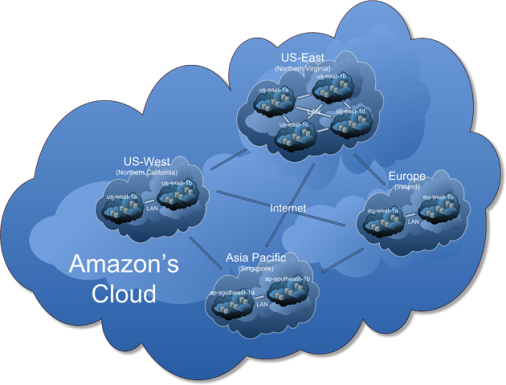 US-East
(Northern Virginia)
us-east-1b
us-east-1a
LAN
us-east-1d
us-east-1c
US-West
(Northern California)
us-west-1b
us-west-1a
LAN
Europe
(Ireland)
eu-west-1b
eu-west-1a
LAN
Internet
Asia Pacific
(Singapore)
ap-southeast-1b
ap-southeast-1a
LAN
Amazon's
Cloud